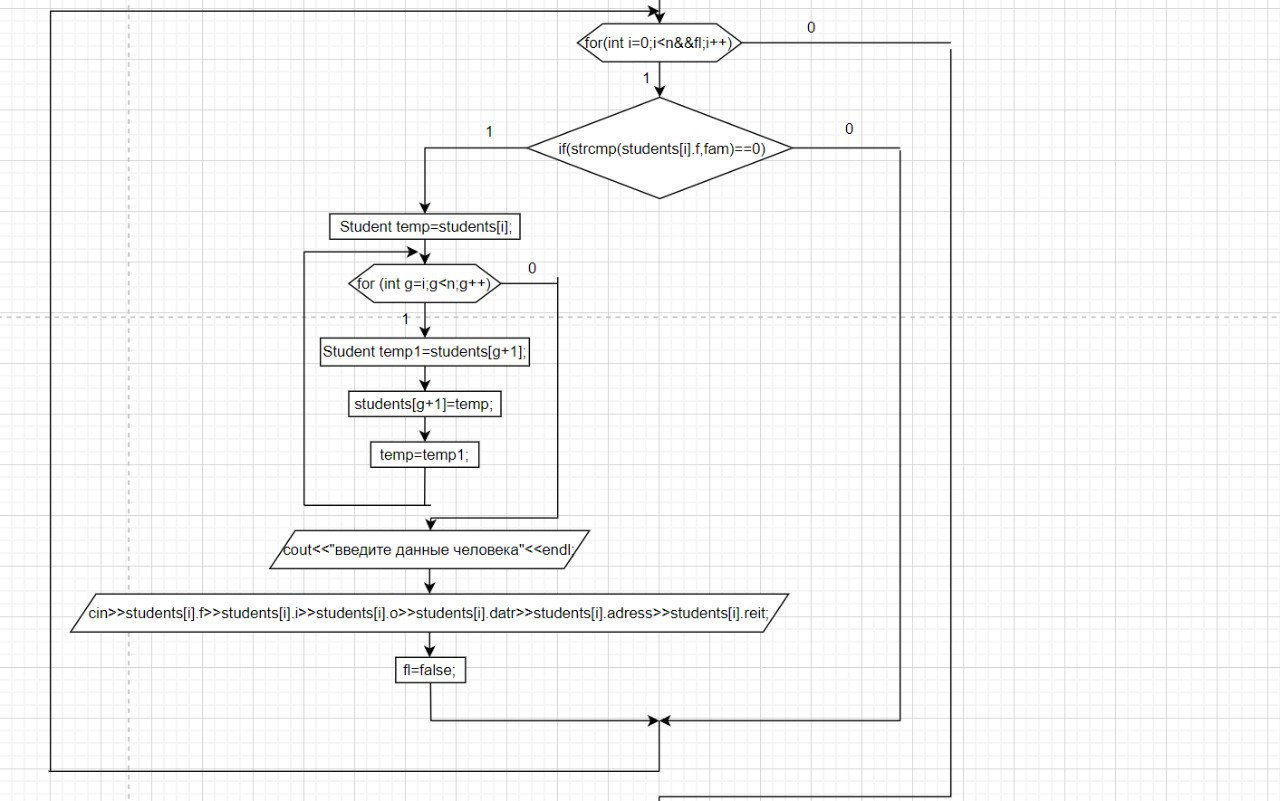 for(int i=0;i<n&&fl;i++)
0
1
if(strcmp(students[i].f,fam)==0)
1
0
Student temp=students[i];
for (int g=i;g<n;g++)
0
1
Student temp1=students[g+1];
students[g+1]=temp;
temp=temp1;
cout<<"введите данные человека"<<endl;
cin>>students[i].f>>students[i].i>>students[i].o>>students[i].datr>>students[i].adress>>students[i].reit;
fl=false;